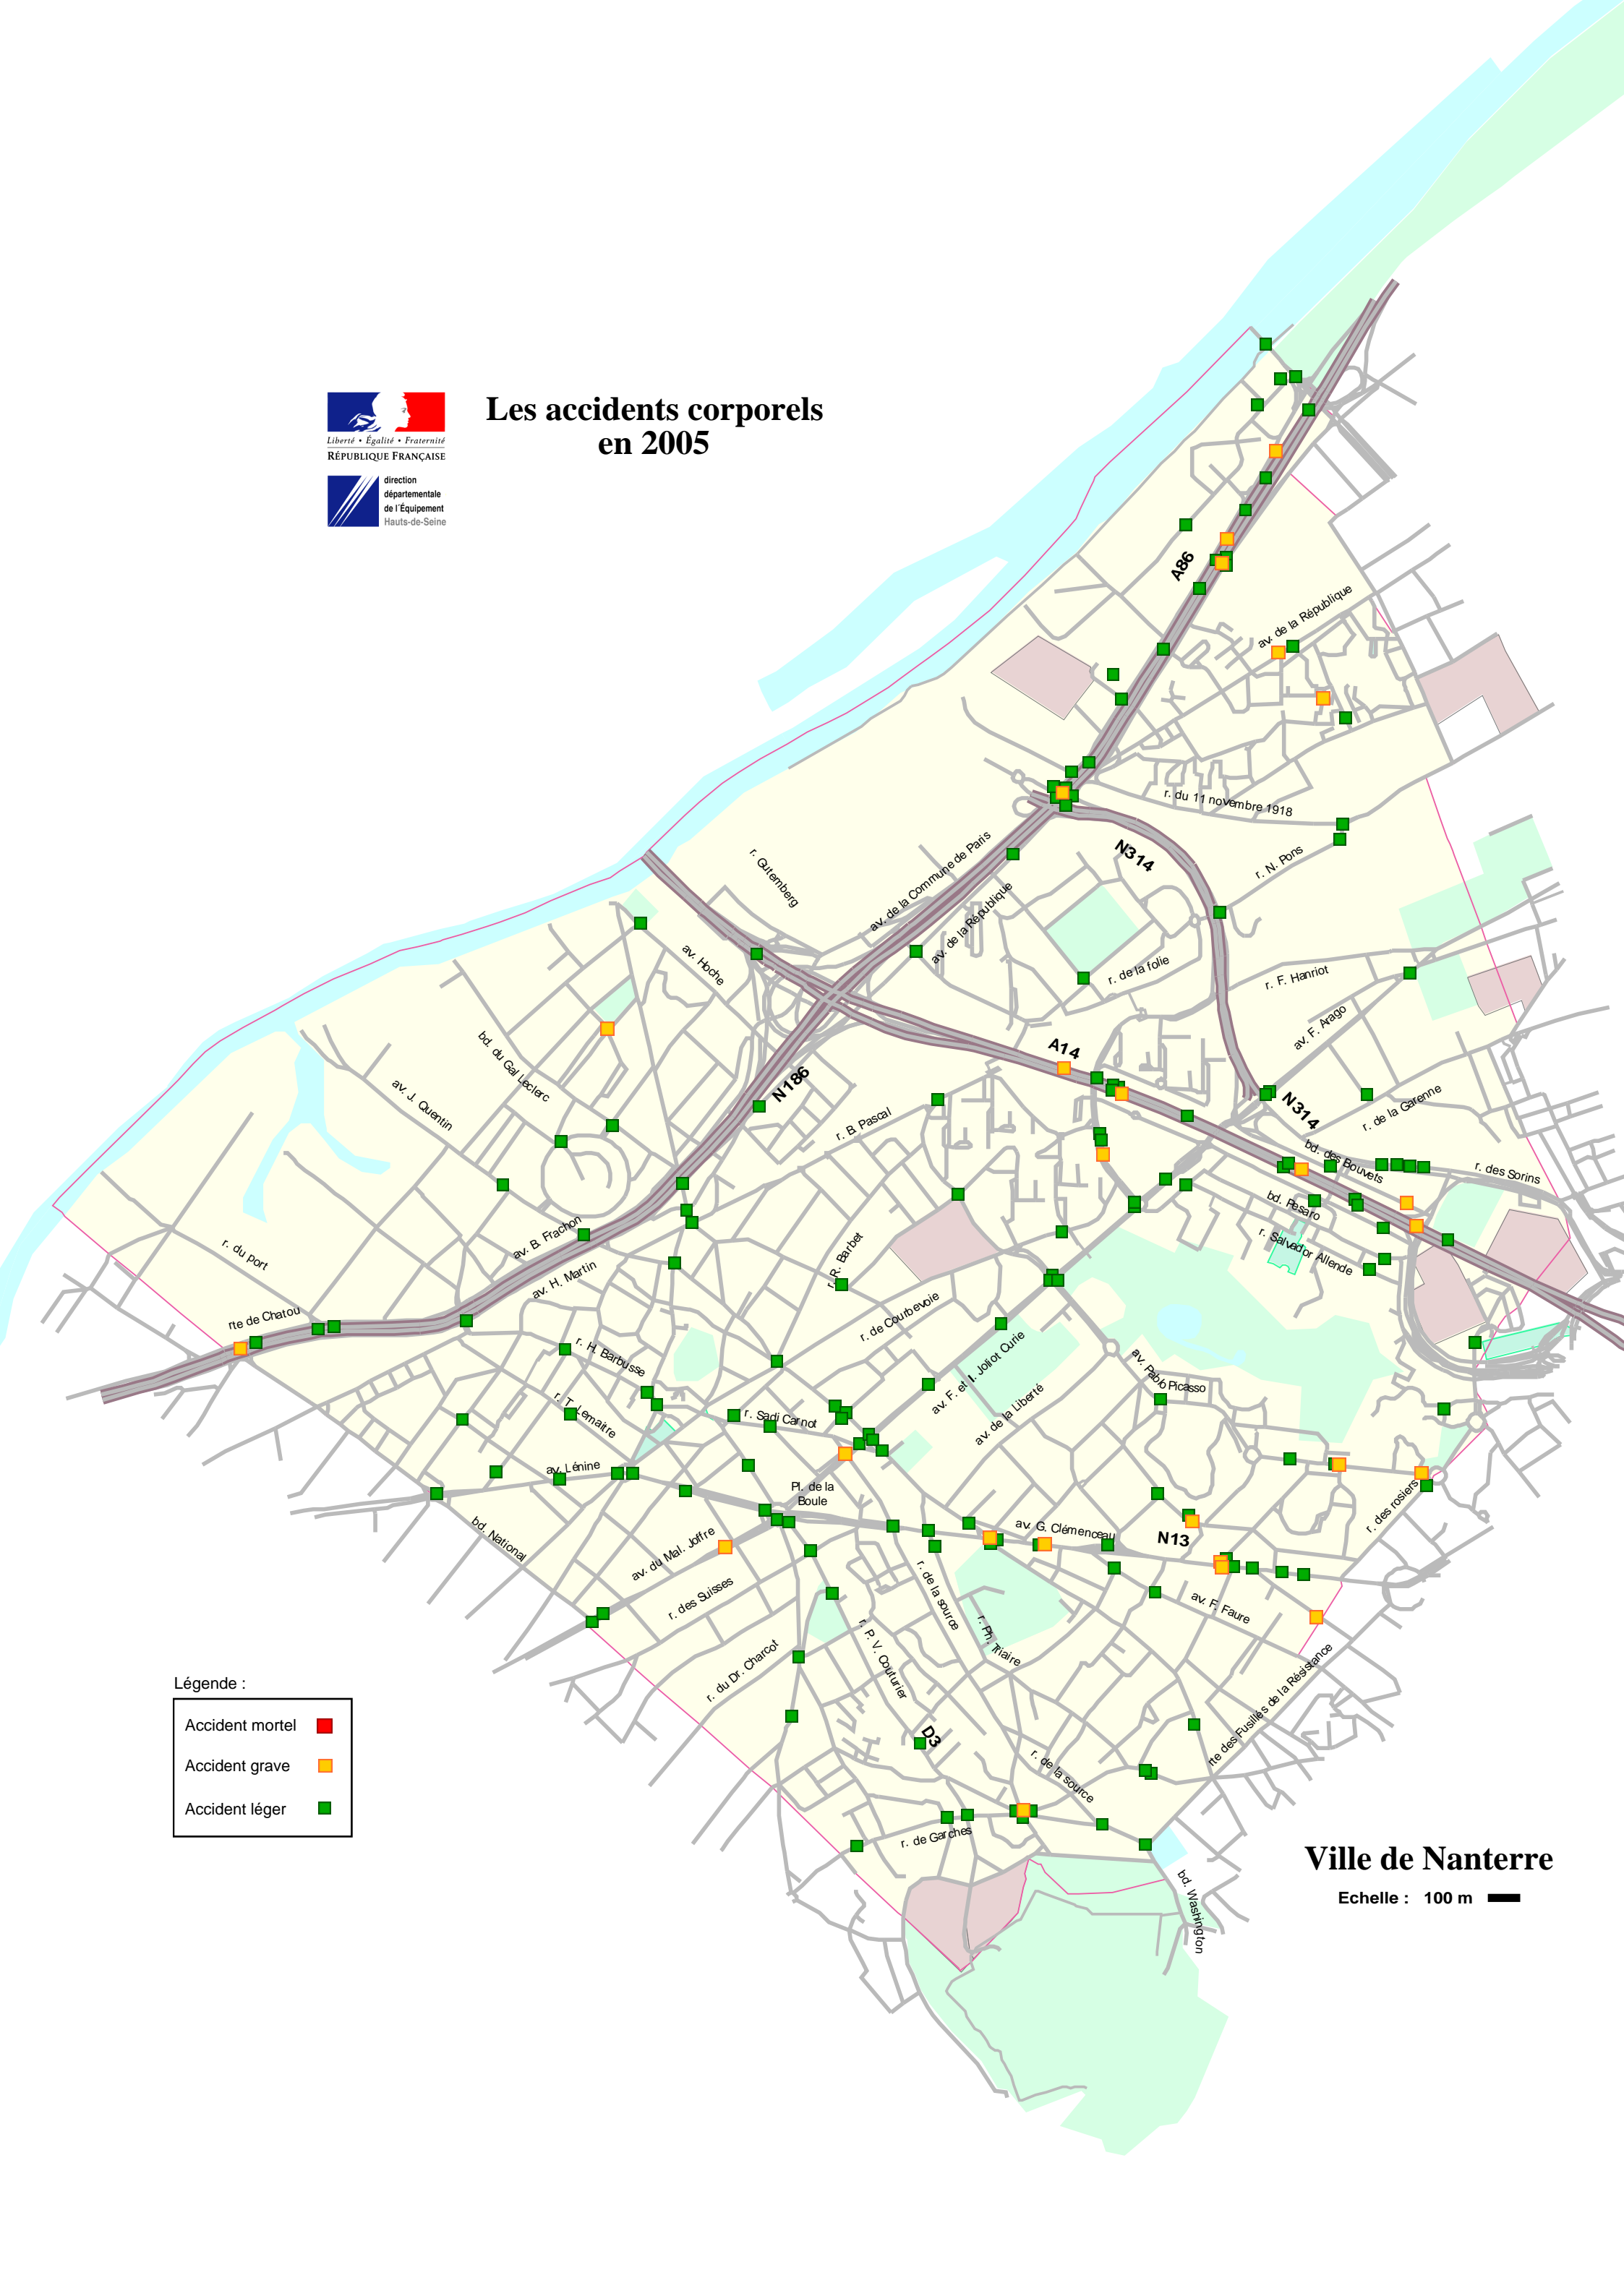 Les accidents corporels
en 2005
Liberté • Égalité • Fraternité
RÉPUBLIQUE FRANÇAISE
direction
départementale
de l'Équipement
Hauts-de-Seine
A86
av. de la République
r. du 11 novembre 1918
N314
r. N. Pons
r. Gutemberg
av. de la Commune de Paris
av. de la République
av. Hoche
r. de la folie
r. F. Hanriot
av. F. Arago
bd. du Gal Leclerc
A14
N186
av. J. Quentin
r. B. Pascal
N314
r. de la Garenne
bd. des Bouvets
r. des Sorins
bd. Pesaro
r. Salvador Allende
av. B. Frachon
r. du port
av. H. Martin
r. R. Barbet
rte de Chatou
r. de Courbevoie
r. H. Barbusse
av. F. et I. Joliot Curie
av. Pablo Picasso
r. T. Lemaitre
r. Sadi Carnot
av. de la Liberté
av. Lénine
Pl. de la
Boule
r. des rosiers
bd. National
av. du Mal. Joffre
av. G. Clémenceau
N13
r. des Suisses
r. de la source
av. F. Faure
r. Ph. Triaire
r. P. V. Couturier
r. du Dr. Charcot
rte des Fusillés de la Résistance
D3
r. de la source
r. de Garches
bd. Washington
Légende :
Accident mortel
Accident grave
Accident léger
Ville de Nanterre
Echelle : 100 m